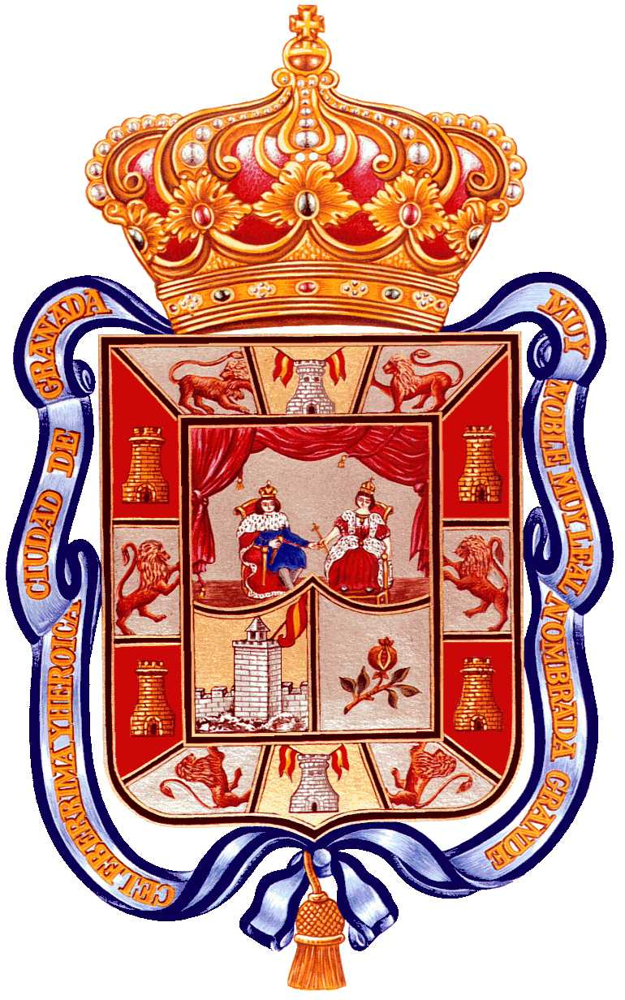 MUY
NOBLE MUY LEAL
NOMBRADA GRANDE
CELEBERRIMA Y HEROICA
CIUDAD DE
GRANADA